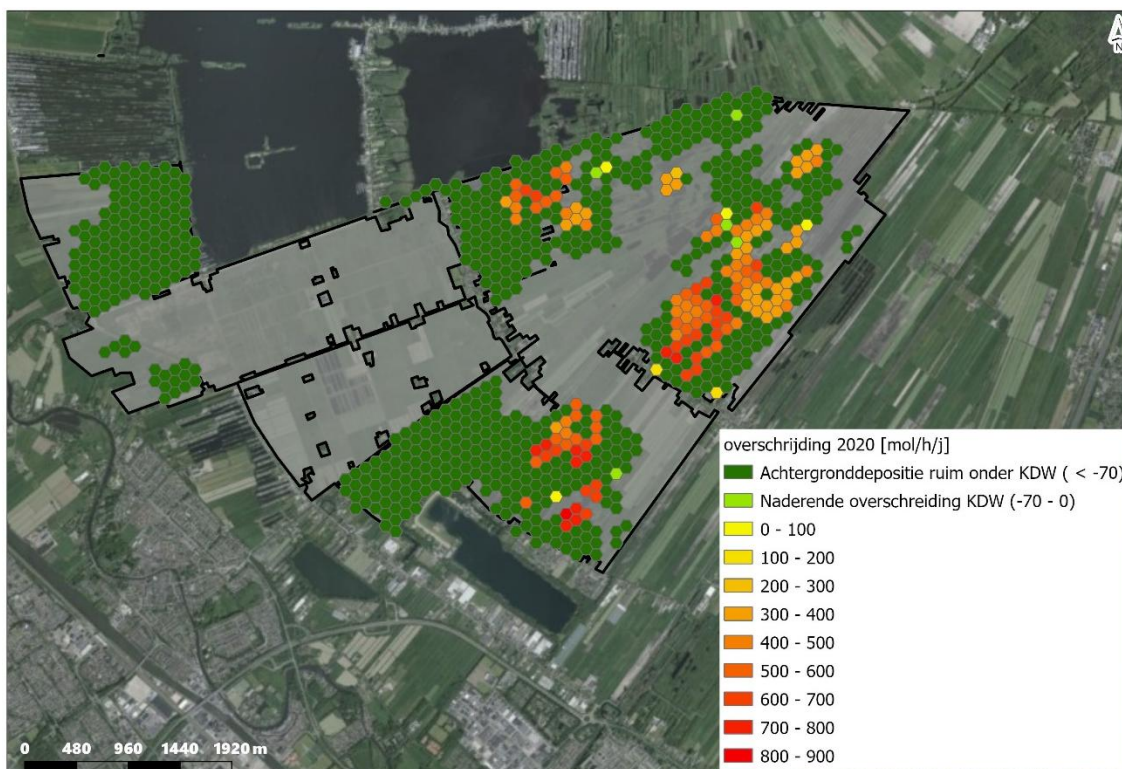 N
overschrijding 2020 [mol/h/j]
Achtergronddepositie ruim onder KDW ( < -70)
Naderende overschreiding KDW (-70 - 0)
0 - 100
100 - 200
200 - 300
300 - 400
400 - 500
500 - 600
600 - 700
700 - 800
800 - 900
0 480 960 1440 1920 m